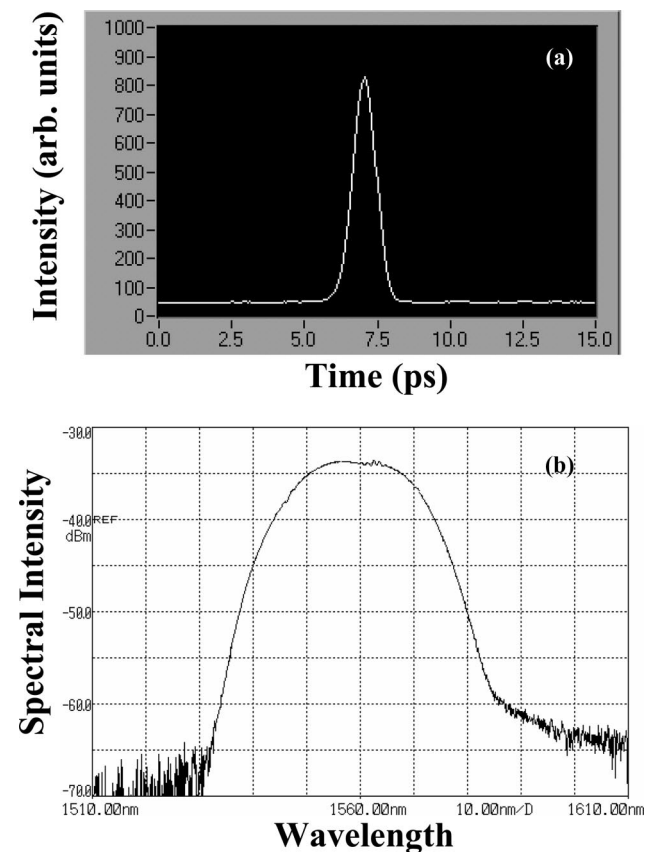 (a)
Intensity (arb. units)
1000
900
800
700
600
500
400
300
200
100
0
0.0 2.5 5.0 7.5 10.0 12.5 15.0
Time (ps)
(b)
Spectral Intensity
-30.0
-40.0 REF
dBm
-50.0
-60.0
-70.0
1510.00nm 1560.00nm 10.00nm/D 1610.00nm
Wavelength